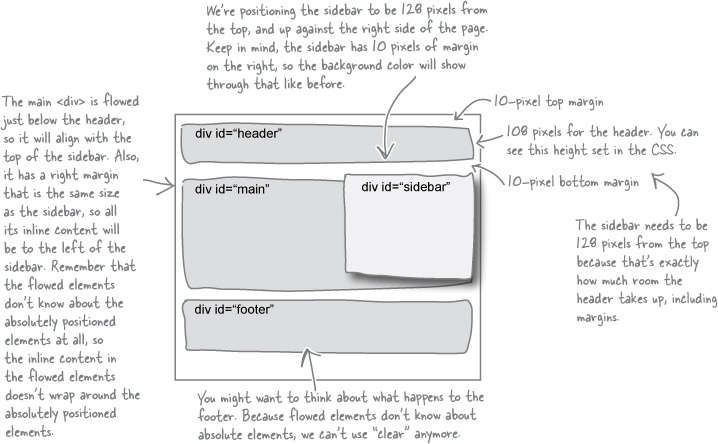 We're positioning the sidebar to be 128 pixels from
the top, and up against the right side of the page.
Keep in mind, the sidebar has 10 pixels of margin
on the right, so the background color will show
through that like before.
The main <div> is flowed
just below the header,
so it will align with the
top of the sidebar. Also,
it has a right margin
that is the same size
as the sidebar, so all
its inline content will
be to the left of the
sidebar. Remember that
the flowed elements
don't know about the
absolutely positioned
elements at all, so
the inline content in
the flowed elements
doesn't wrap around the
absolutely positioned
elements.
div id="header"
div id="main"
div id="sidebar"
div id="footer"
10-pixel top margin
108 pixels for the header. You can
see this height set in the CSS.
10-pixel bottom margin
The sidebar needs to be
128 pixels from the top
because that's exactly
how much room the
header takes up, including
margins.
You might want to think about what happens to the
footer. Because flowed elements don't know about
absolute elements, we can't use "clear" anymore.